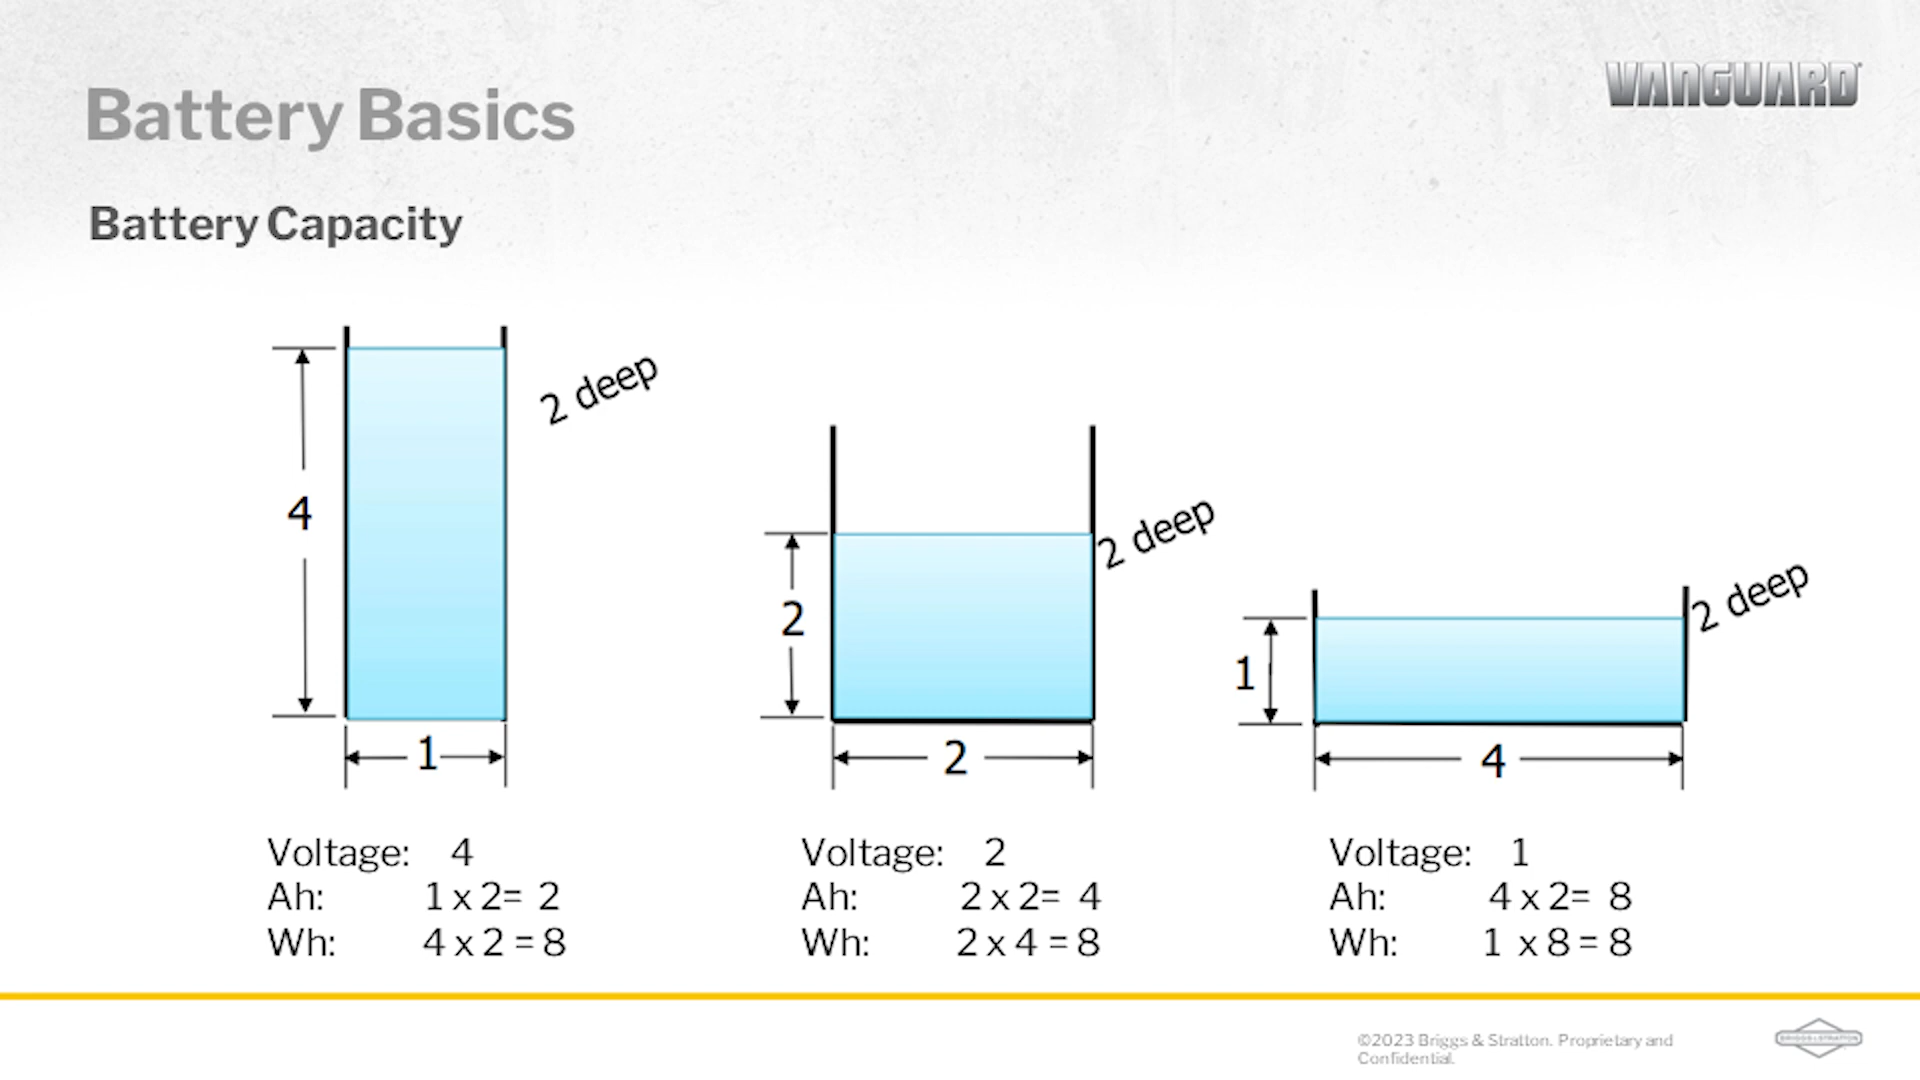 VANGUARD
Battery Basics
Battery Capacity
2 deep
4
1
2 deep
2
2
2 deep
1
4
Voltage: 4
Ah: 1 x 2= 2
Wh: 4 x 2 = 8
Voltage: 2
Ah: 2 x 2= 4
Wh: 2 x 4 = 8
Voltage: 1
Ah: 4 x 2= 8
Wh: 1 x 8 = 8
©2023 Briggs & Stratton. Proprietary and
Confidential.
BRIGGS & STRATTON